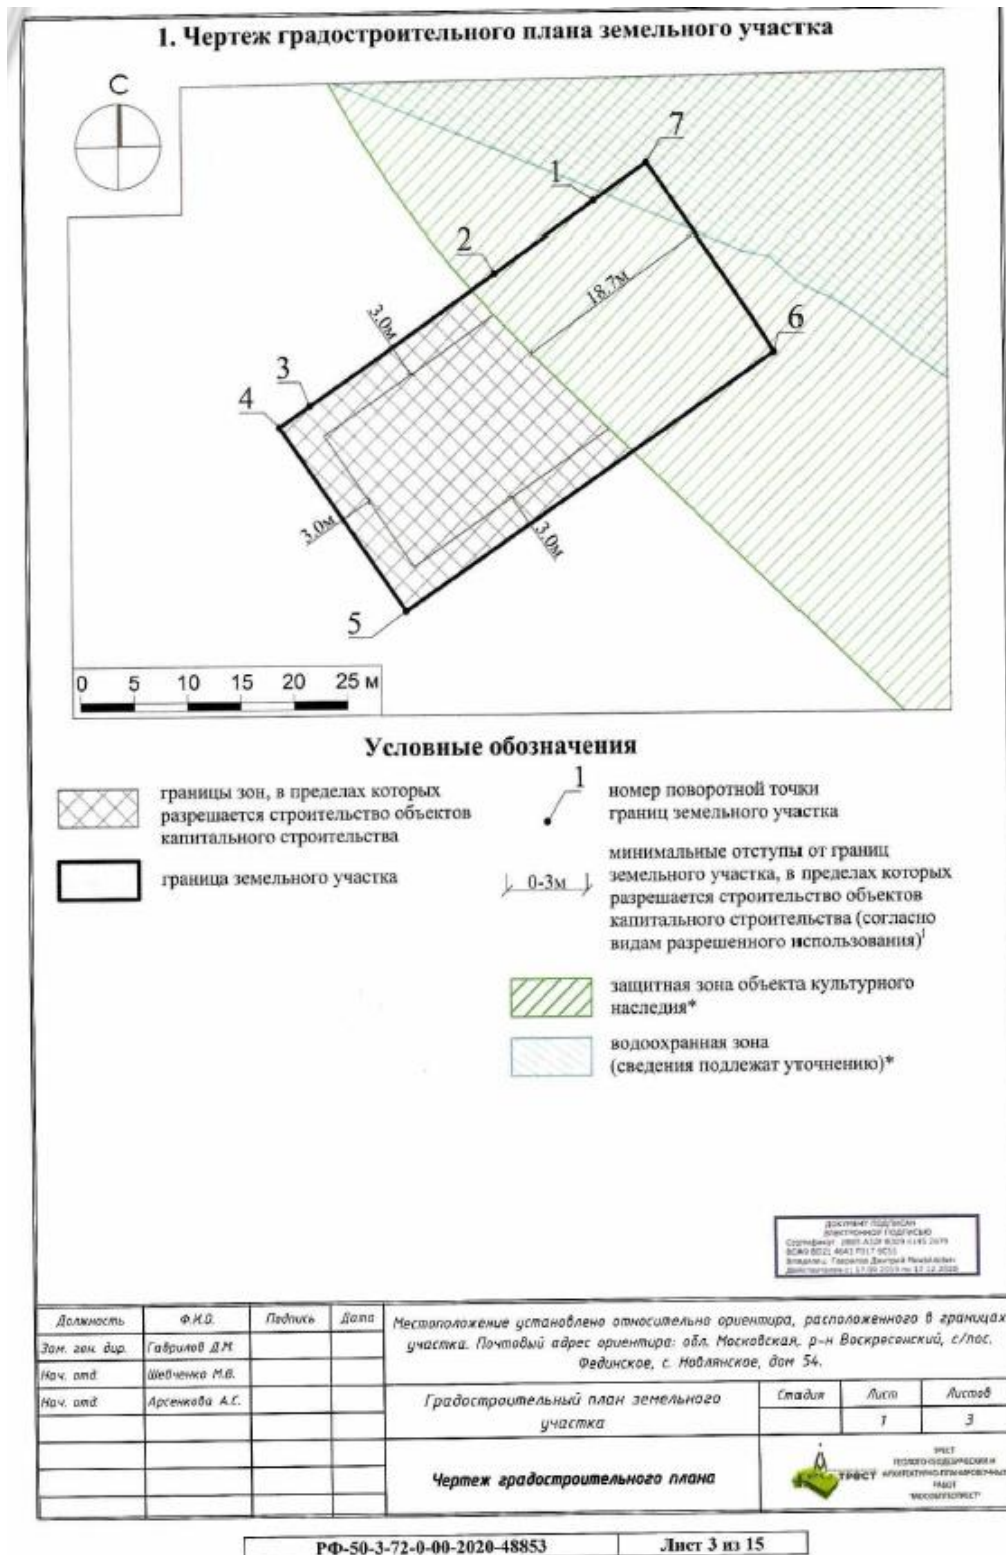 1. Чертеж градостроительного плана земельного участка
С
7
1
2
18.7м
6
3.0м
3
4
3.0м
3.0м
5
0 5 10 15 20 25 м
Условные обозначения
границы зон, в пределах которых
разрешается строительство объектов
капитального строительства
граница земельного участка
1
номер поворотной точки
границ земельного участка
0-3м
минимальные отступы от границ
земельного участка, в пределах которых
разрешается строительство объектов
капитального строительства (согласно
видам разрешенного использования)¹
защитная зона объекта культурного
наследия*
водоохранная зона
(сведения подлежат уточнению)*
ДОКУМЕНТ ПОДПИСАН
ЭЛЕКТРОННОЙ ПОДПИСЬЮ
Должность Ф.И.О. Подпись Дата
Зам. ген. дир. Гаврилов Д.М.
Нач. отд. Шевченко М.В.
Нач. отд. Арсенкова А.С.
Местоположение установлено относительно ориентира, расположенного в границах
участка. Почтовый адрес ориентира: обл. Московская, р-н Воскресенский, с/пос.
Фединское, с. Новлянское, дом 54.
Градостроительный план земельного
участка
Стадия Лист Листов
1 3
Чертеж градостроительного плана
ТРЕСТ
РФ-50-3-72-0-00-2020-48853 Лист 3 из 15